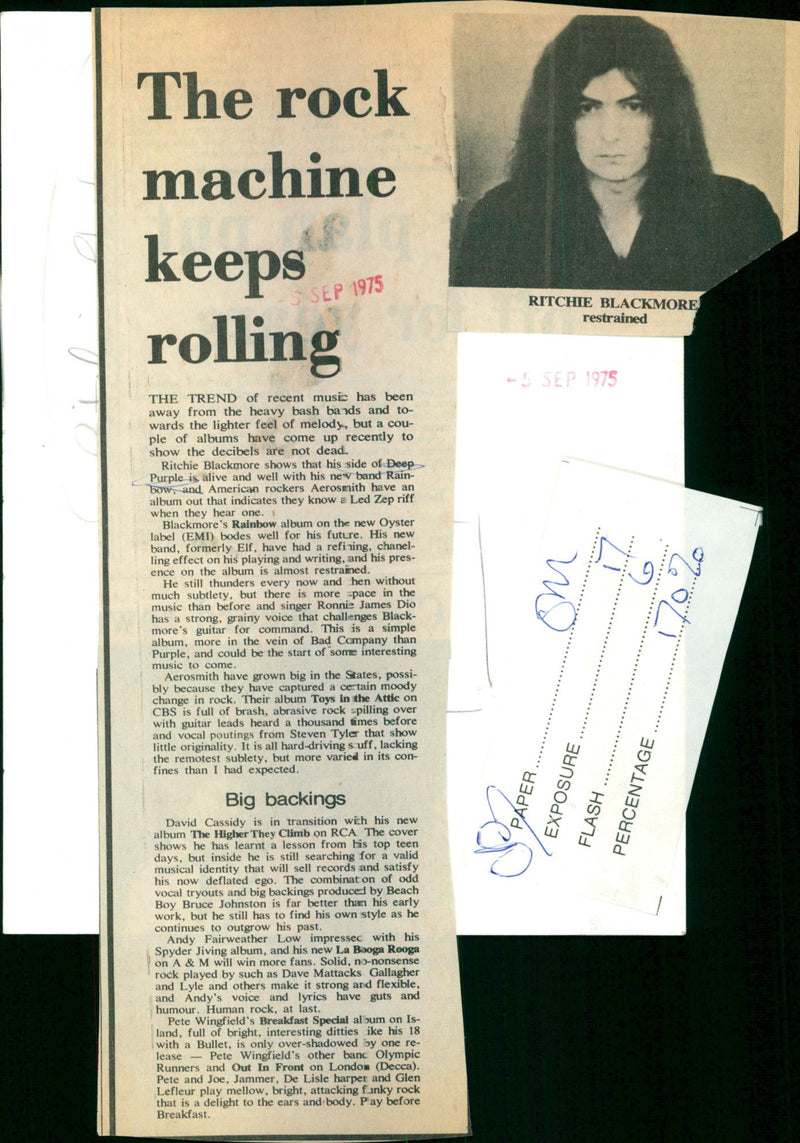 The rock
machine
keeps
rolling
- 5 SEP 1975
THE TREND of recent music has been
away from the heavy bash bands and to-
wards the lighter feel of melody, but a cou-
ple of albums have come up recently to
show the decibels are not dead.
Ritchie Blackmore shows that his side of Deep
Purple is alive and well with his new band Rain-
bow, and American rockers Aerosmith have an
album out that indicates they know a Led Zep riff
when they hear one.
Blackmore's Rainbow album on the new Oyster
label (EMI) bodes well for his future. His new
band, formerly Elf, have had a refining, chanel-
ling effect on his playing and writing, and his pres-
ence on the album is almost restrained.
He still thunders every now and then without
much subtlety, but there is more space in the
music than before and singer Ronnie James Dio
has a strong, grainy voice that challenges Black-
more's guitar for command. This is a simple
album, more in the vein of Bad Company than
Purple, and could be the start of some interesting
music to come.
Aerosmith have grown big in the States, possi-
bly because they have captured a certain moody
change in rock. Their album Toys in the Attic on
CBS is full of brash, abrasive rock spilling over
with guitar leads heard a thousand times before
and vocal poutings from Steven Tyler that show
little originality. It is all hard-driving stuff, lacking
the remotest sublety, but more varied in its con-
fines than I had expected.
Big backings
David Cassidy is in transition with his new
album The Higher They Climb on RCA. The cover
shows he has learnt a lesson from his top teen
days, but inside he is still searching for a valid
musical identity that will sell records and satisfy
his now deflated ego. The combination of odd
vocal tryouts and big backings produced by Beach
Boy Bruce Johnston is far better than his early
work, but he still has to find his own style as he
continues to outgrow his past.
Andy Fairweather Low impressed with his
Spyder Jiving album, and his new La Booga Rooga
on A & M will win more fans. Solid, no-nonsense
rock played by such as Dave Mattacks, Gallagher
and Lyle and others make it strong and flexible,
and Andy's voice and lyrics have guts and
humour. Human rock, at last.
Pete Wingfield's Breakfast Special album on Is-
land, full of bright, interesting ditties like his 18
with a Bullet, is only over-shadowed by one re-
lease — Pete Wingfield's other band Olympic
Runners and Out In Front on London (Decca).
Pete and Joe, Jammer, De Lisle harper and Glen
Lefleur play mellow, bright, attacking funky rock
that is a delight to the ears and body. Play before
Breakfast.
RITCHIE BLACKMORE
restrained
- 5 SEP 1975
PAPER
EXPOSURE 17
FLASH 6
PERCENTAGE 170%